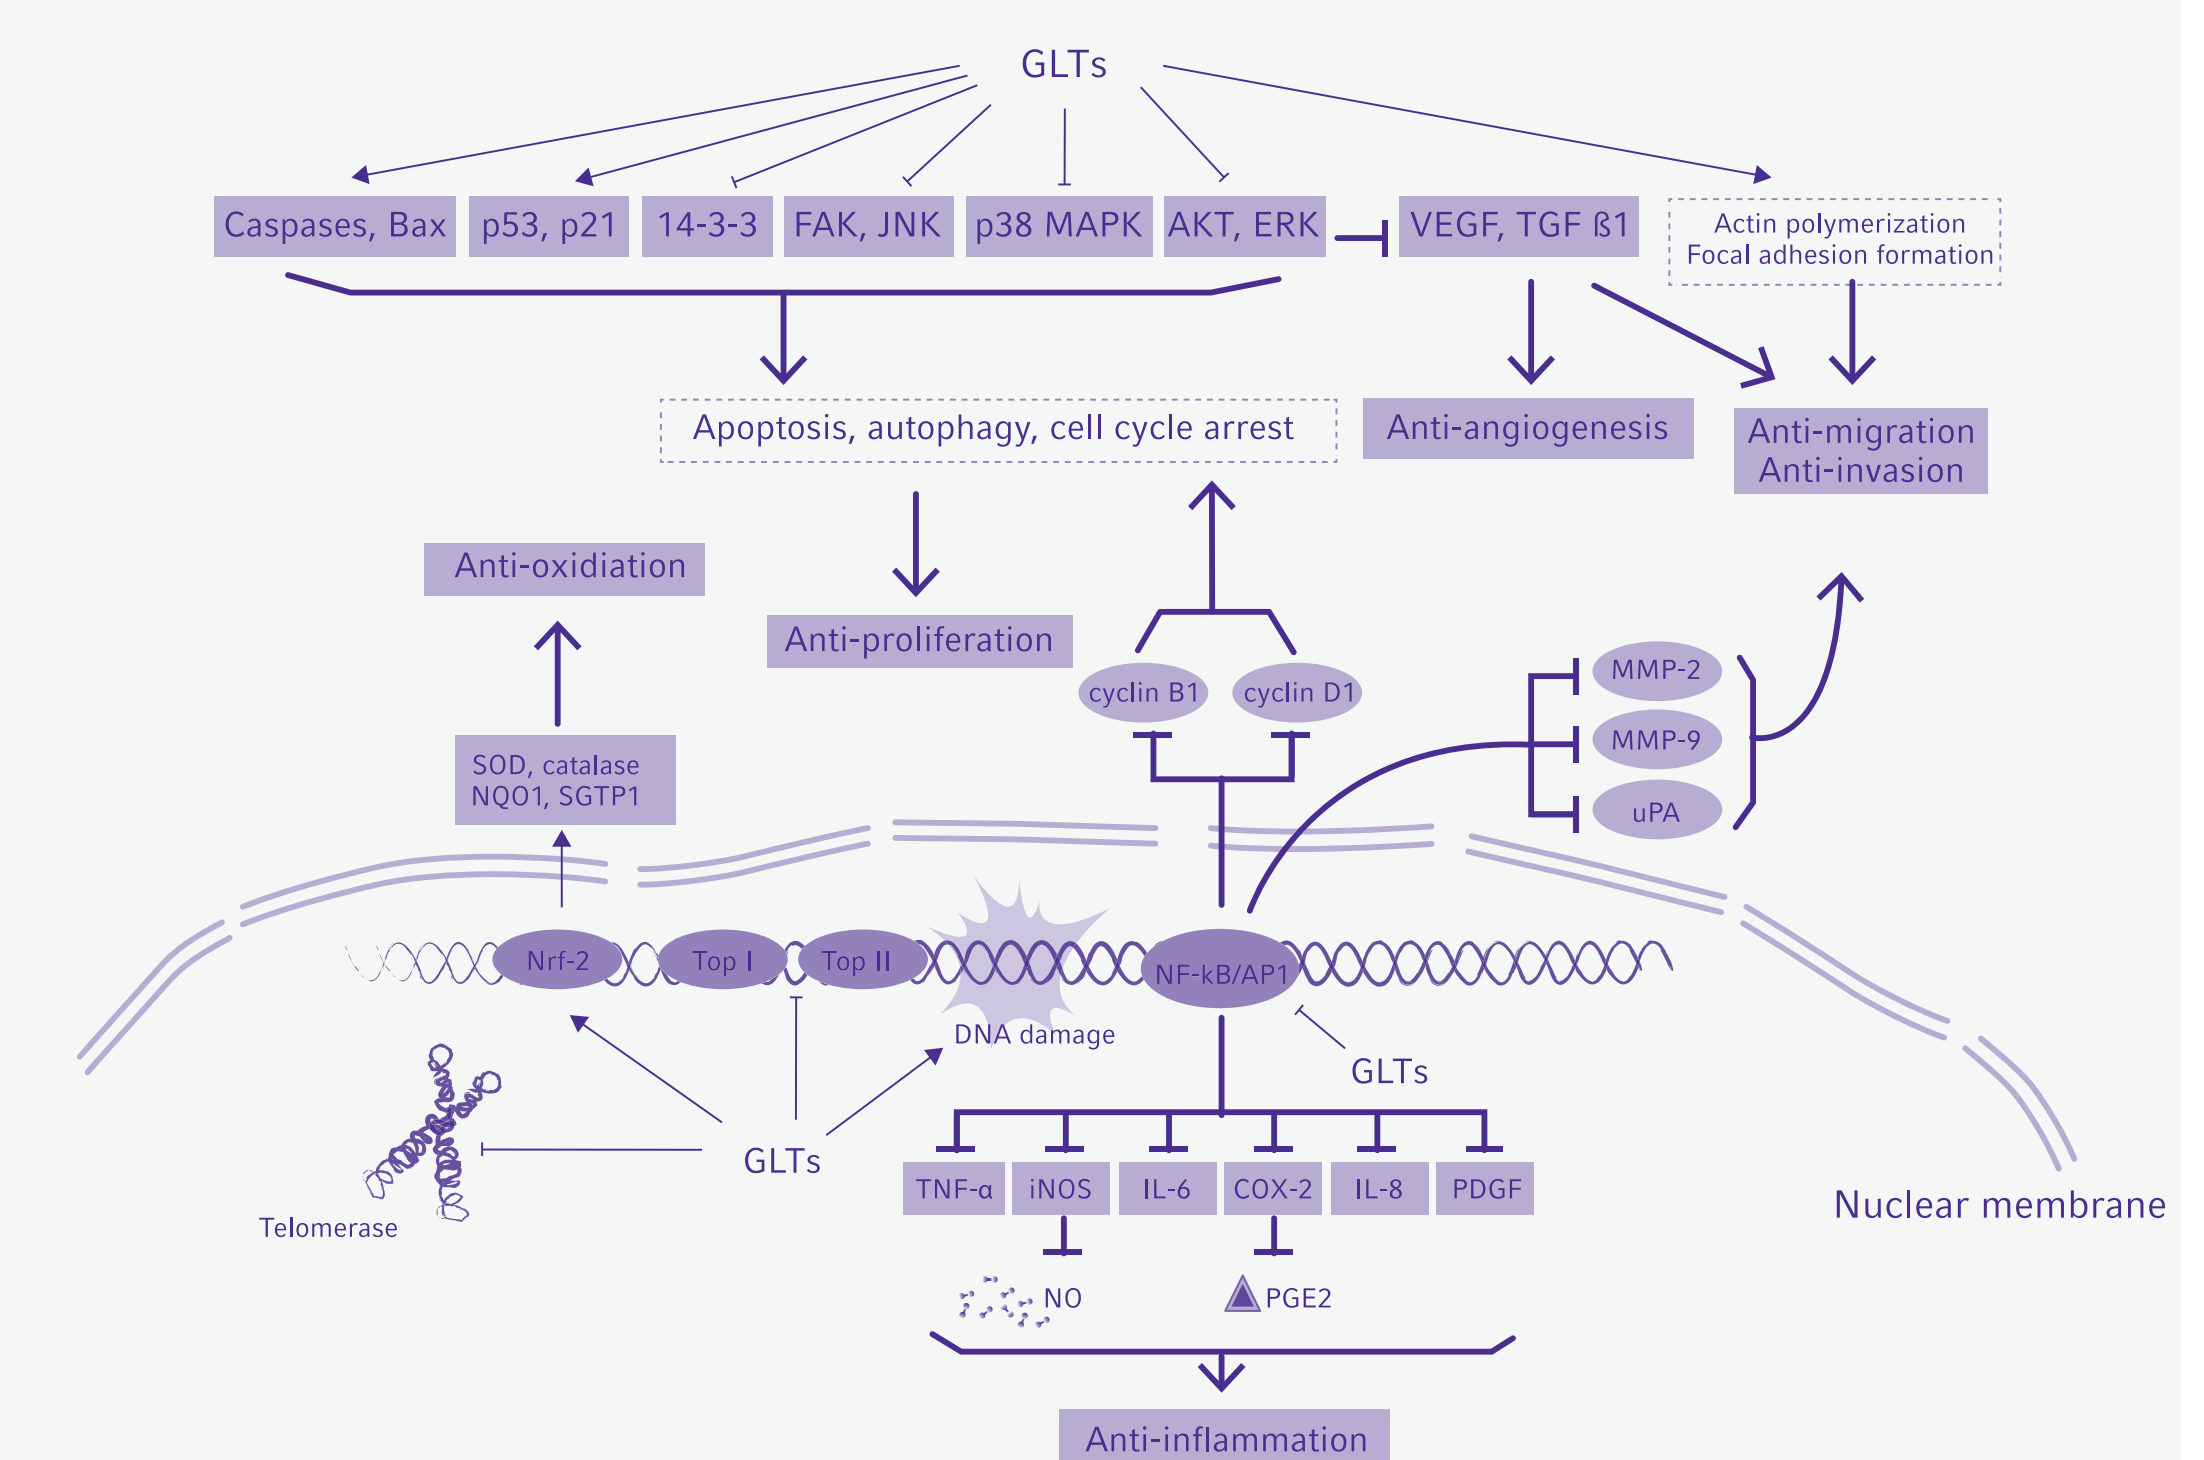 GLTs
Caspases, Bax
p53, p21
14-3-3
FAK, JNK
p38 MAPK
AKT, ERK
VEGF, TGF ß1
Actin polymerization
Focal adhesion formation
Apoptosis, autophagy, cell cycle arrest
Anti-angiogenesis
Anti-migration
Anti-invasion
Anti-oxidiation
Anti-proliferation
cyclin B1
cyclin D1
MMP-2
MMP-9
uPA
SOD, catalase
NQO1, SGTP1
Nrf-2
Top I
Top II
NF-kB/AP1
DNA damage
GLTs
GLTs
Telomerase
TNF-α
iNOS
IL-6
COX-2
IL-8
PDGF
Nuclear membrane
NO
PGE2
Anti-inflammation